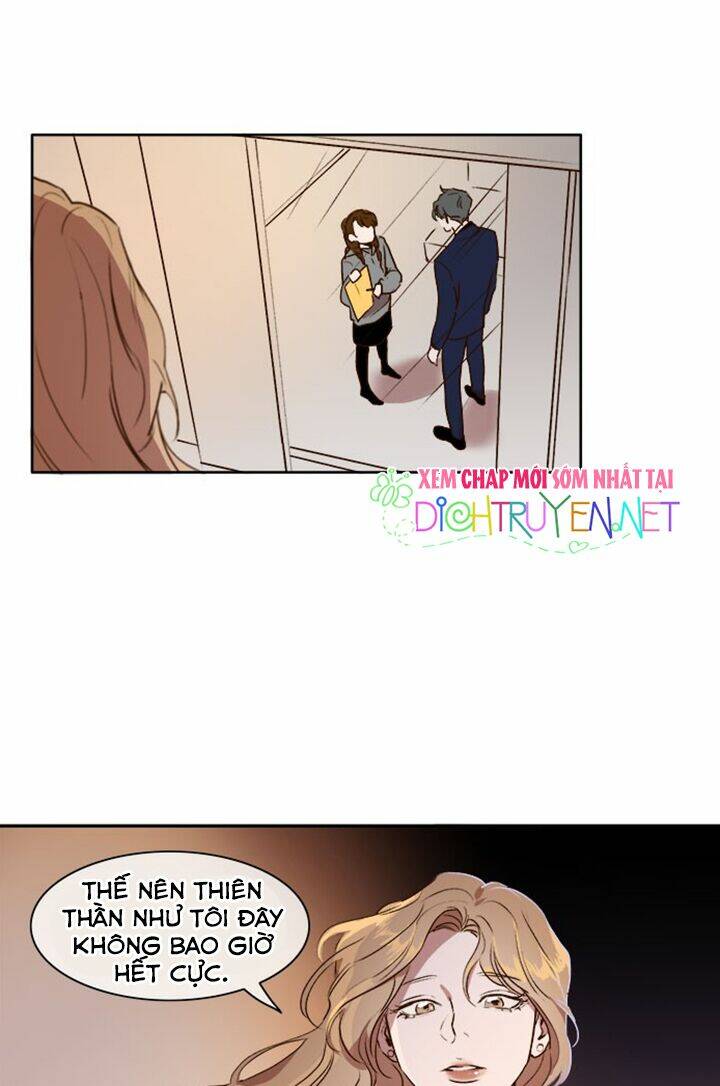 XEM CHAP MỚI SỚM NHẤT TẠI
DICHTRUYEN.NET
THẾ NÊN THIÊN
THẦN NHƯ TÔI ĐÂY
KHÔNG BAO GIỜ
HẾT CỰC.